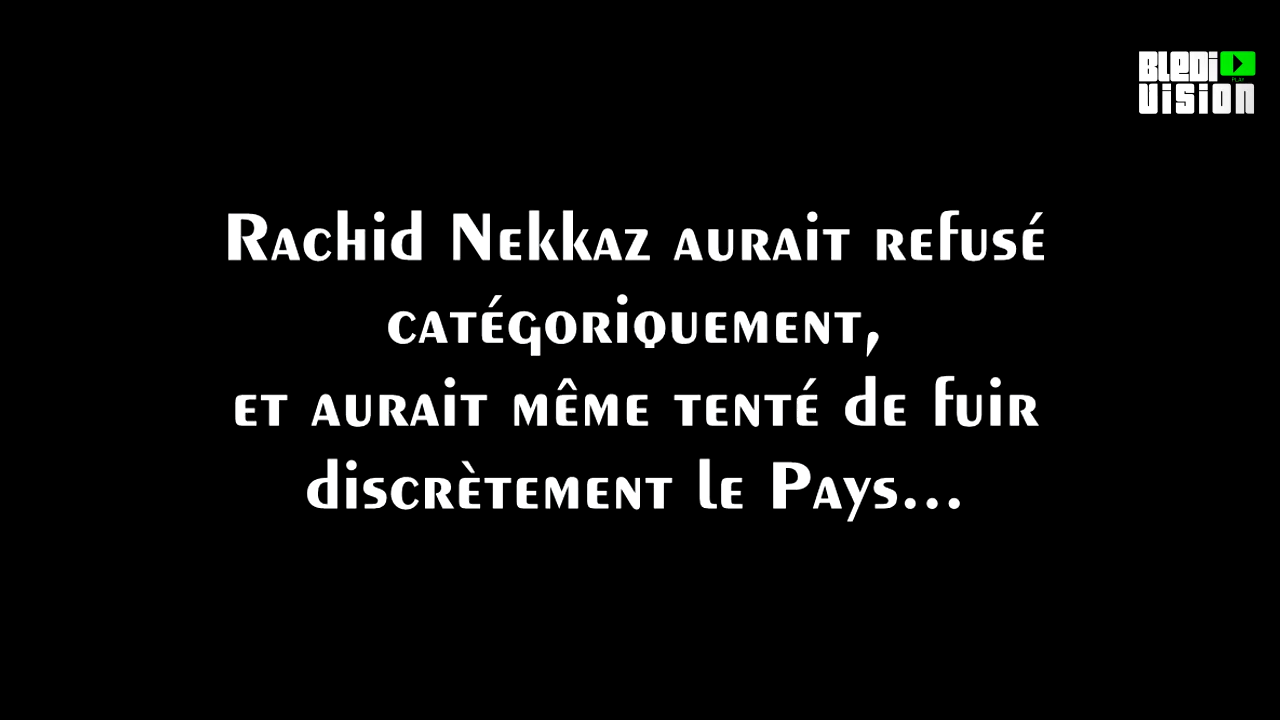 BLEDi
PLAY
VISION
Rachid Nekkaz aurait refusé
catégoriquement,
et aurait même tenté de fuir
discrètement le Pays...